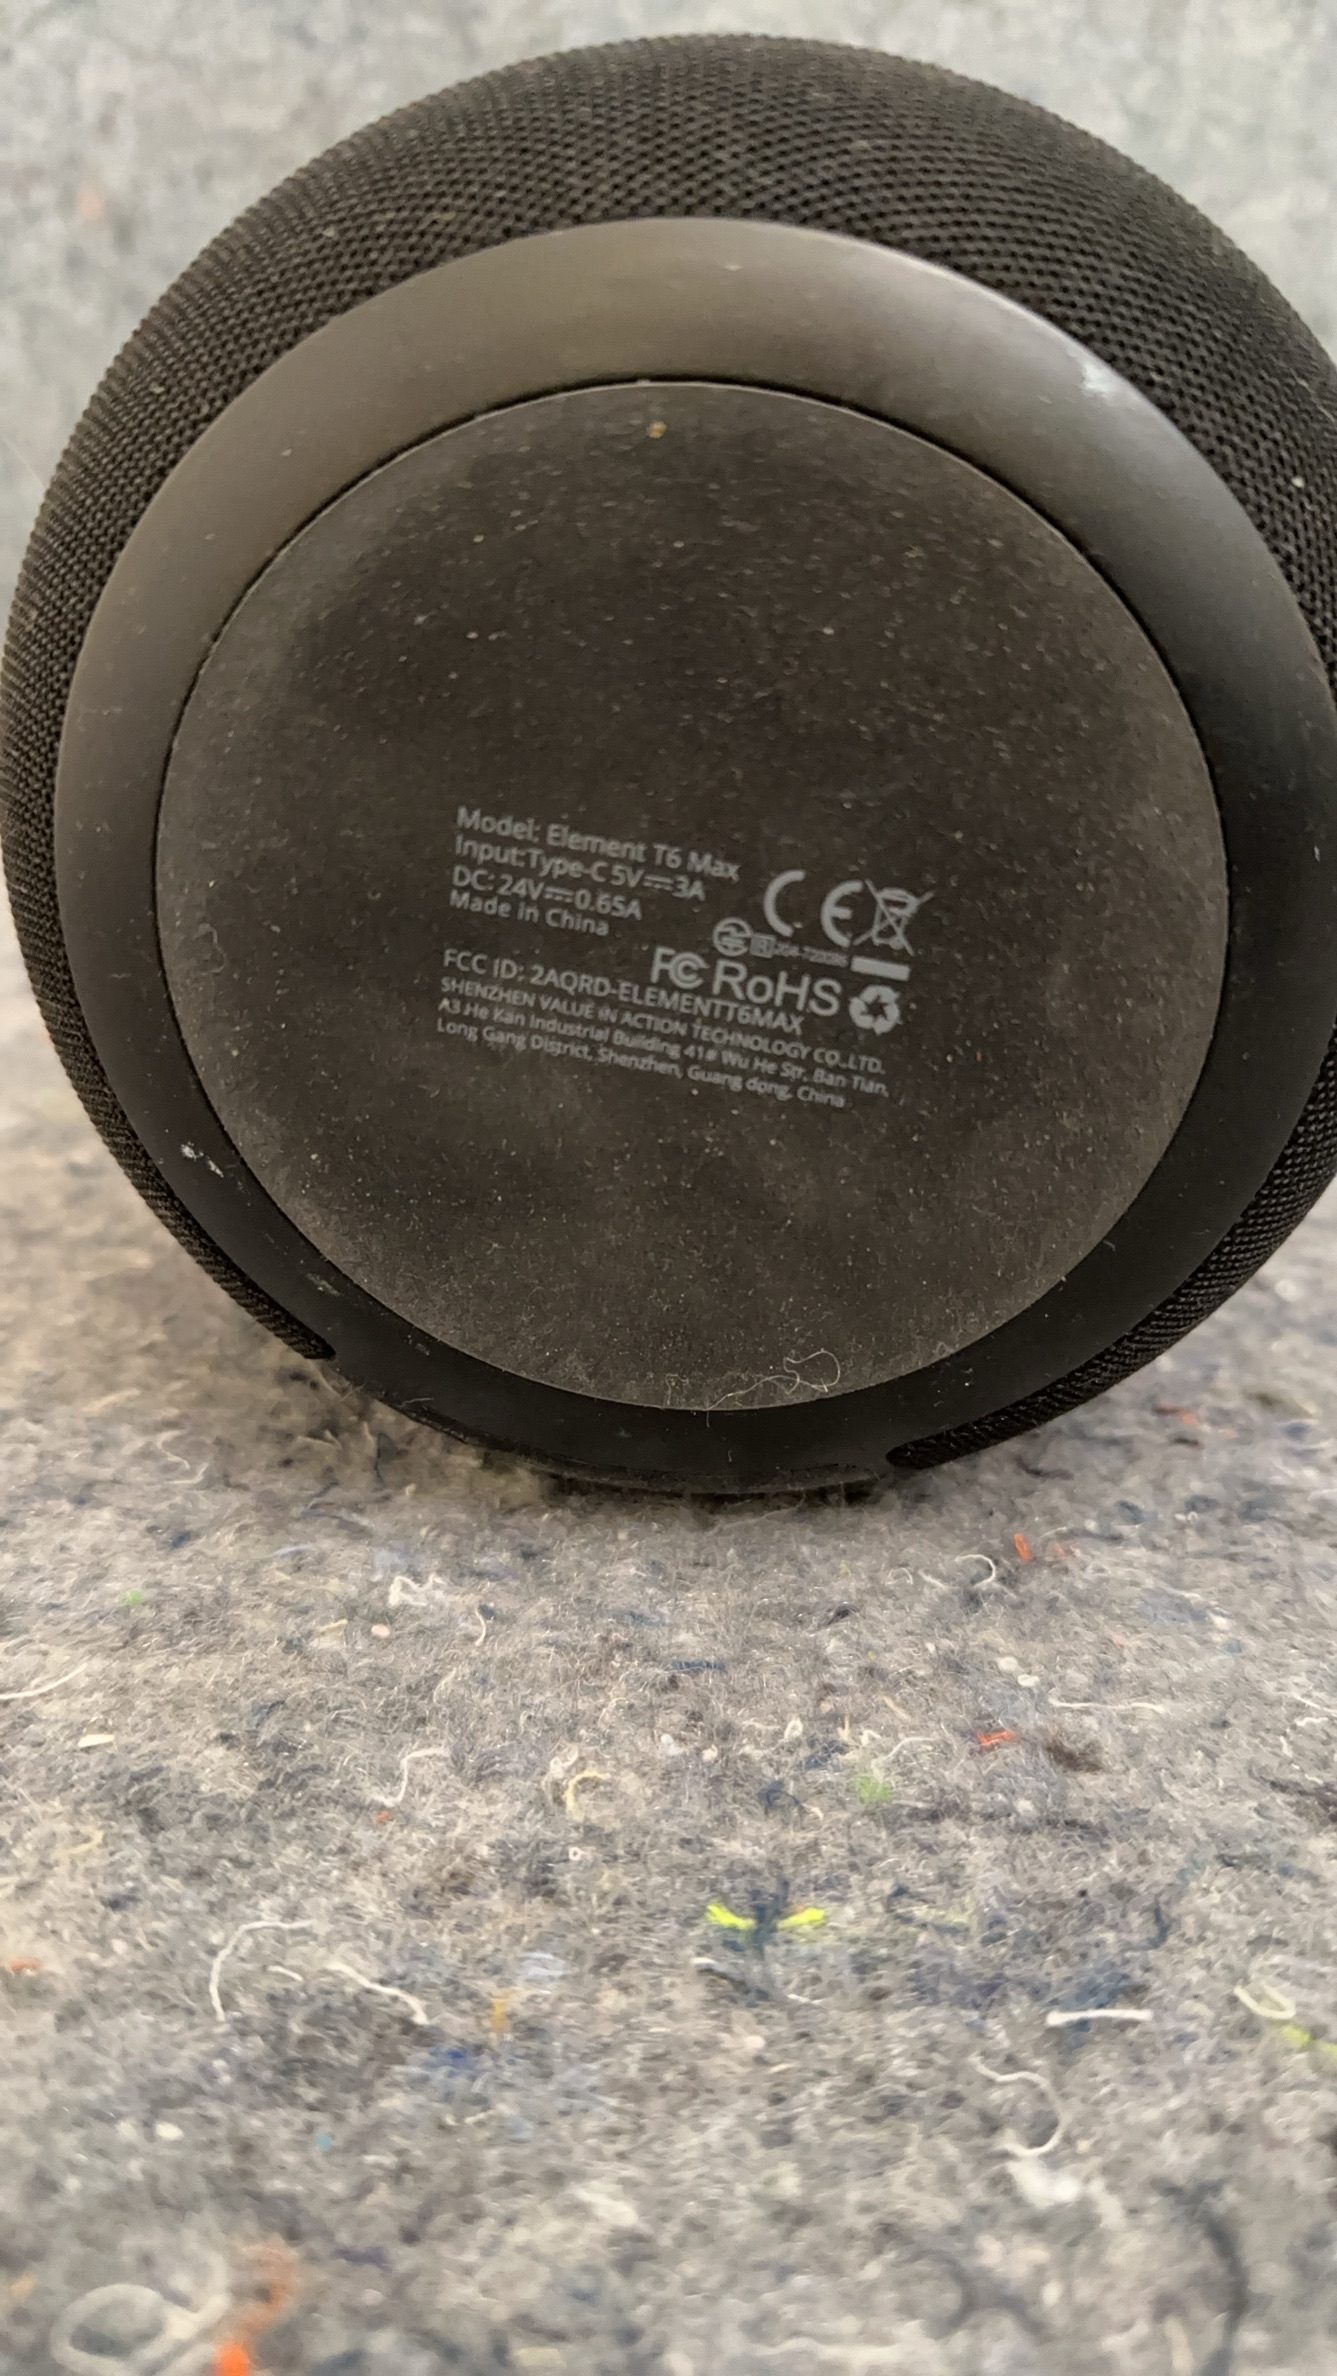 Model: Element T6 Max
Input:Type-C 5V⎓3A
DC: 24V⎓0.65A
Made in China
CE
R
FC RoHS
FCC ID: 2AQRD-ELEMENTT6MAX
SHENZHEN VALUE IN ACTION TECHNOLOGY CO.,LTD.
A3.He Kan Industrial Building 41# Wu He Str, Ban Tian,
Long Gang District, Shenzhen, Guang dong, China